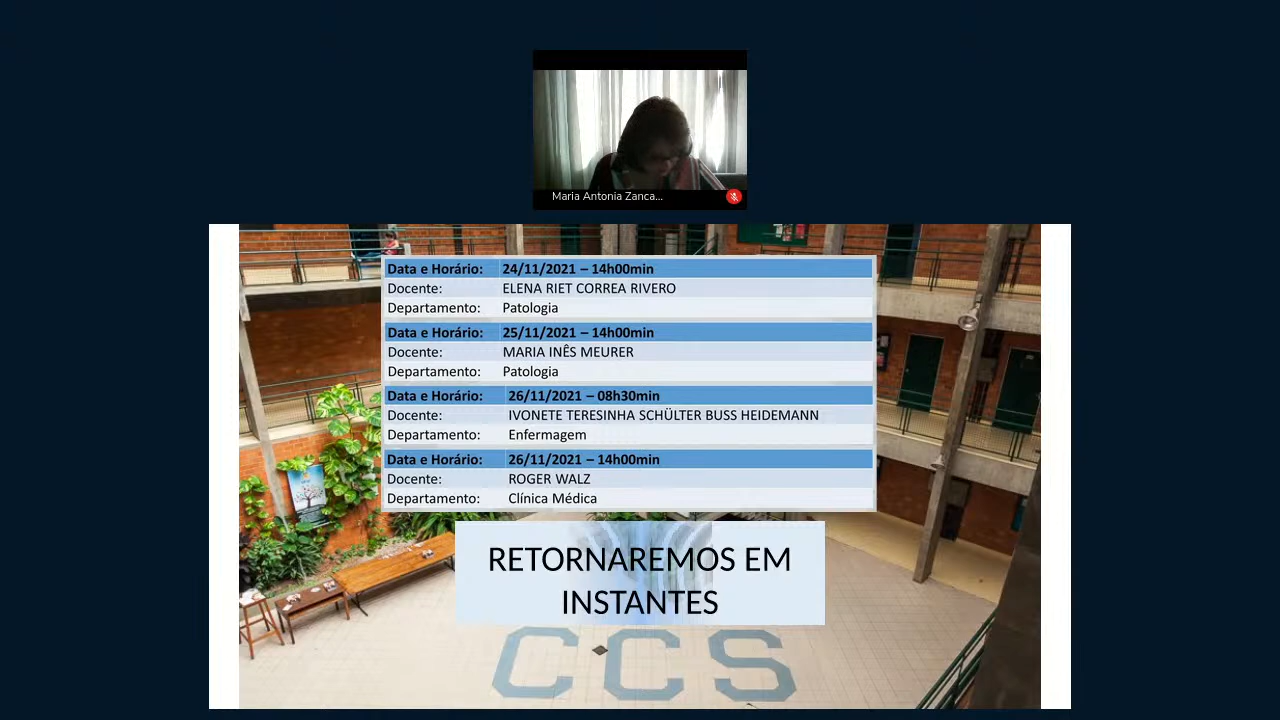 Maria Antonia Zanca...
Data e Horário: 24/11/2021 – 14h00min
Docente: ELENA RIET CORREA RIVERO
Departamento: Patologia
Data e Horário: 25/11/2021 – 14h00min
Docente: MARIA INÊS MEURER
Departamento: Patologia
Data e Horário: 26/11/2021 – 08h30min
Docente: IVONETE TERESINHA SCHÜLTER BUSS HEIDEMANN
Departamento: Enfermagem
Data e Horário: 26/11/2021 – 14h00min
Docente: ROGER WALZ
Departamento: Clínica Médica
RETORNAREMOS EM
INSTANTES
CCS